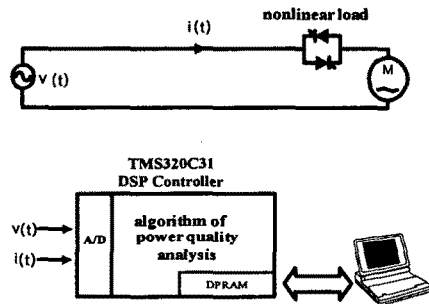 nonlinear load
i(t)
v(t)
M
TMS320C31
DSP Controller
v(t)
i(t)
A/D
algorithm of
power quality
analysis
DPRAM